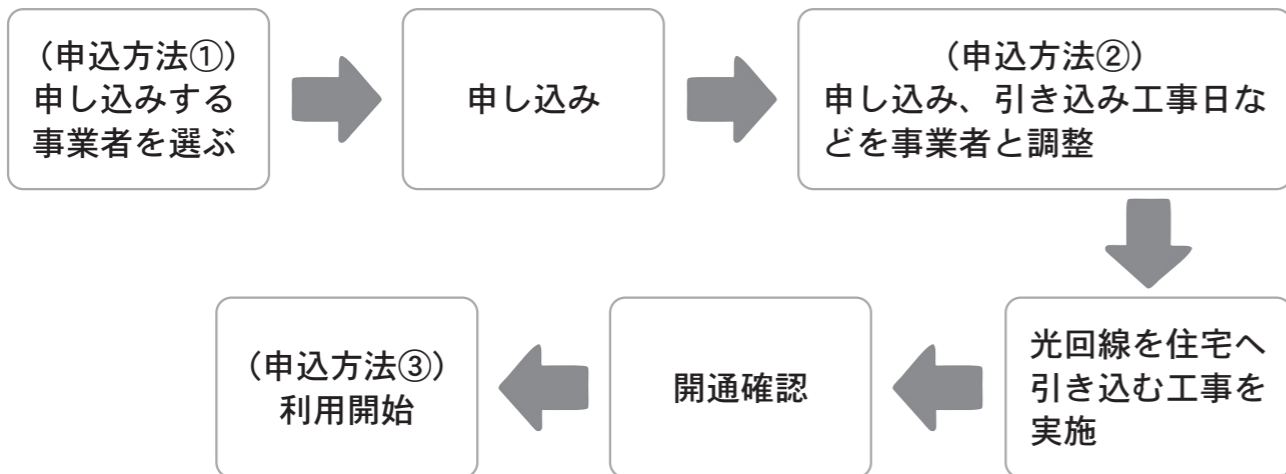 (申込方法①)
申し込みする
事業者を選ぶ
申し込み
(申込方法②)
申し込み、引き込み工事日な
どを事業者と調整
光回線を住宅へ
引き込む工事を
実施
開通確認
(申込方法③)
利用開始